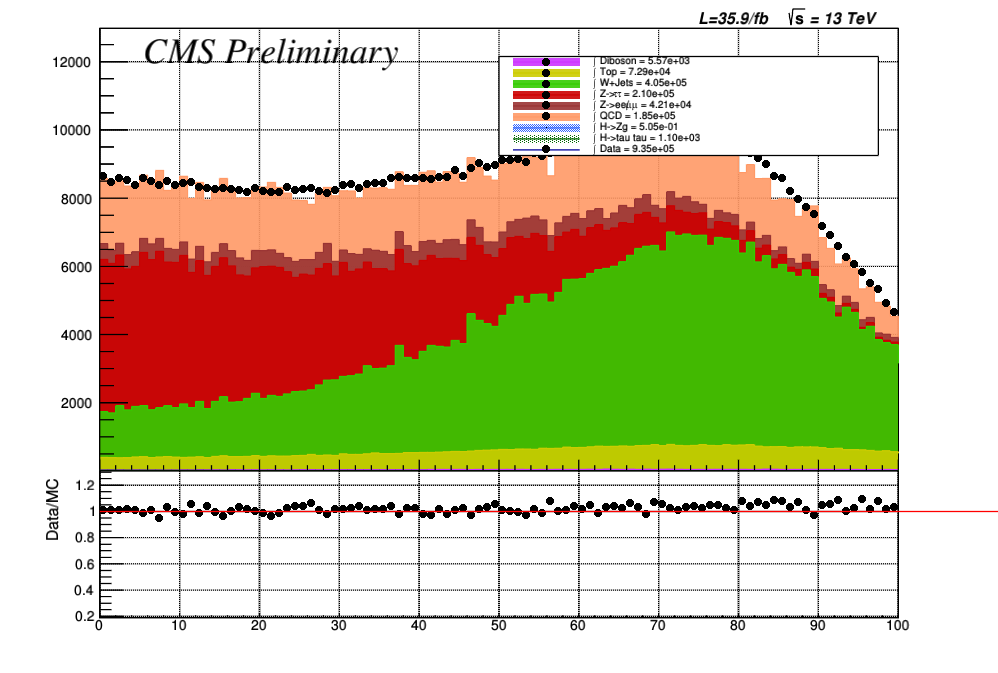 L=35.9/fb √s = 13 TeV
CMS Preliminary
∫ Diboson = 5.57e+03
∫ Top = 7.29e+04
∫ W+Jets = 4.05e+05
∫ Z->ττ = 2.10e+05
∫ Z->ee/μμ = 4.21e+04
∫ QCD = 1.85e+05
∫ H->Zg = 5.05e-01
∫ H->tau tau = 1.10e+03
∫ Data = 9.35e+05
12000
10000
8000
6000
4000
2000
Data/MC
1.2
1
0.8
0.6
0.4
0.2
0 10 20 30 40 50 60 70 80 90 100